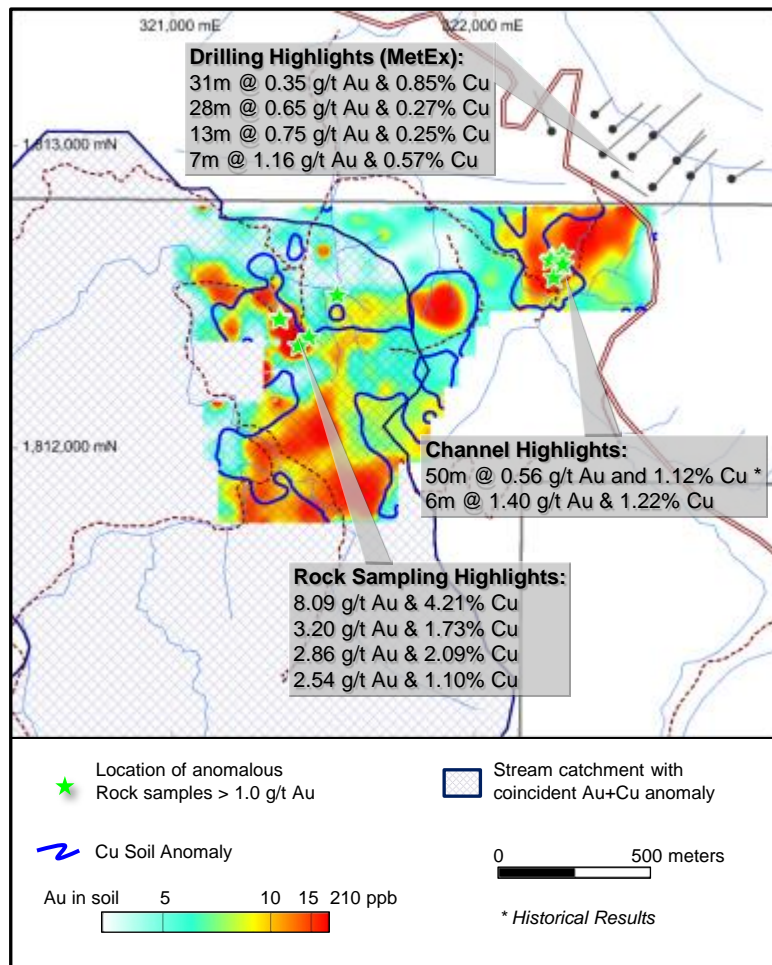 321,000 mE 322,000 mE
Drilling Highlights (MetEx):
31m @ 0.35 g/t Au & 0.85% Cu
28m @ 0.65 g/t Au & 0.27% Cu
13m @ 0.75 g/t Au & 0.25% Cu
7m @ 1.16 g/t Au & 0.57% Cu
1,813,000 mN
1,812,000 mN
Channel Highlights:
50m @ 0.56 g/t Au and 1.12% Cu *
6m @ 1.40 g/t Au & 1.22% Cu
Rock Sampling Highlights:
8.09 g/t Au & 4.21% Cu
3.20 g/t Au & 1.73% Cu
2.86 g/t Au & 2.09% Cu
2.54 g/t Au & 1.10% Cu
Location of anomalous
Rock samples > 1.0 g/t Au
Stream catchment with
coincident Au+Cu anomaly
Cu Soil Anomaly
0 500 meters
Au in soil 5 10 15 210 ppb
* Historical Results